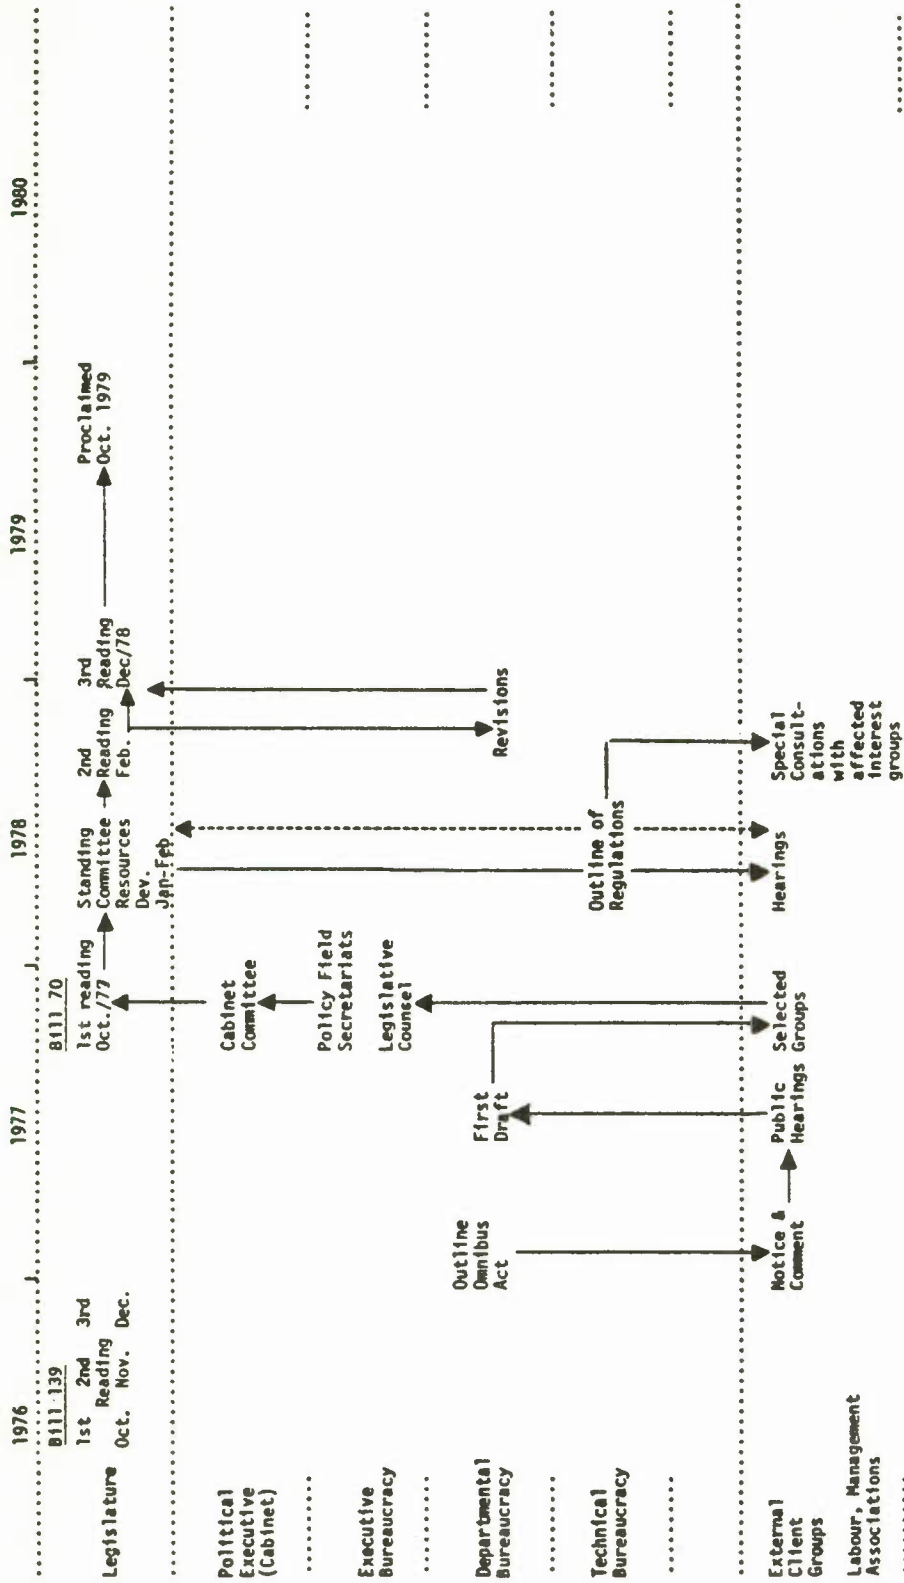 1976
1977
1978
1979
1980
Legislature
Bill 139
1st 2nd 3rd
Reading
Oct. Nov. Dec.
Bill 70
1st reading
Oct./77
Standing
Committee
Resources
Dev.
Jan-Feb
2nd
Reading
Feb.
3rd
Reading
Dec/78
Proclaimed
Oct. 1979
Political
Executive
(Cabinet)
Cabinet
Committee
Executive
Bureaucracy
Policy Field
Secretariats
Legislative
Counsel
Departmental
Bureaucracy
Outline
Omnibus
Act
First
Draft
Revisions
Technical
Bureaucracy
Outline of
Regulations
External
Client
Groups
Labour, Management
Associations
Notice &
Comment
Public
Hearings
Selected
Groups
Hearings
Special
Consult-
ations
with
affected
interest
groups